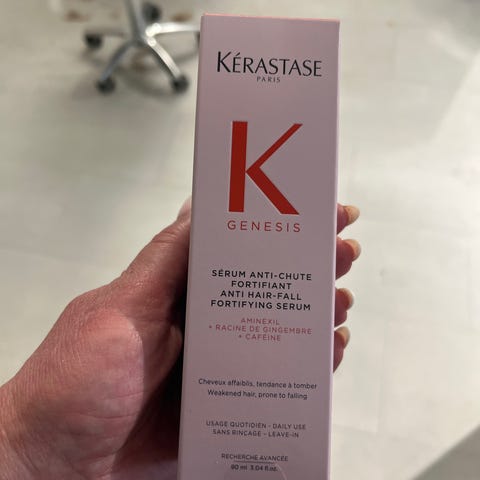 KÉRASTASE
PARIS
K
GENESIS
SÉRUM ANTI-CHUTE
FORTIFIANT
ANTI HAIR-FALL
FORTIFYING SERUM
AMINEXIL
+ RACINE DE GINGEMBRE
+ CAFÉINE
Cheveux affaiblis, tendance à tomber
Weakened hair, prone to falling
USAGE QUOTIDIEN - DAILY USE
SANS RINÇAGE - LEAVE-IN
RECHERCHE AVANCÉE
90 ml 3.04 fl.oz.